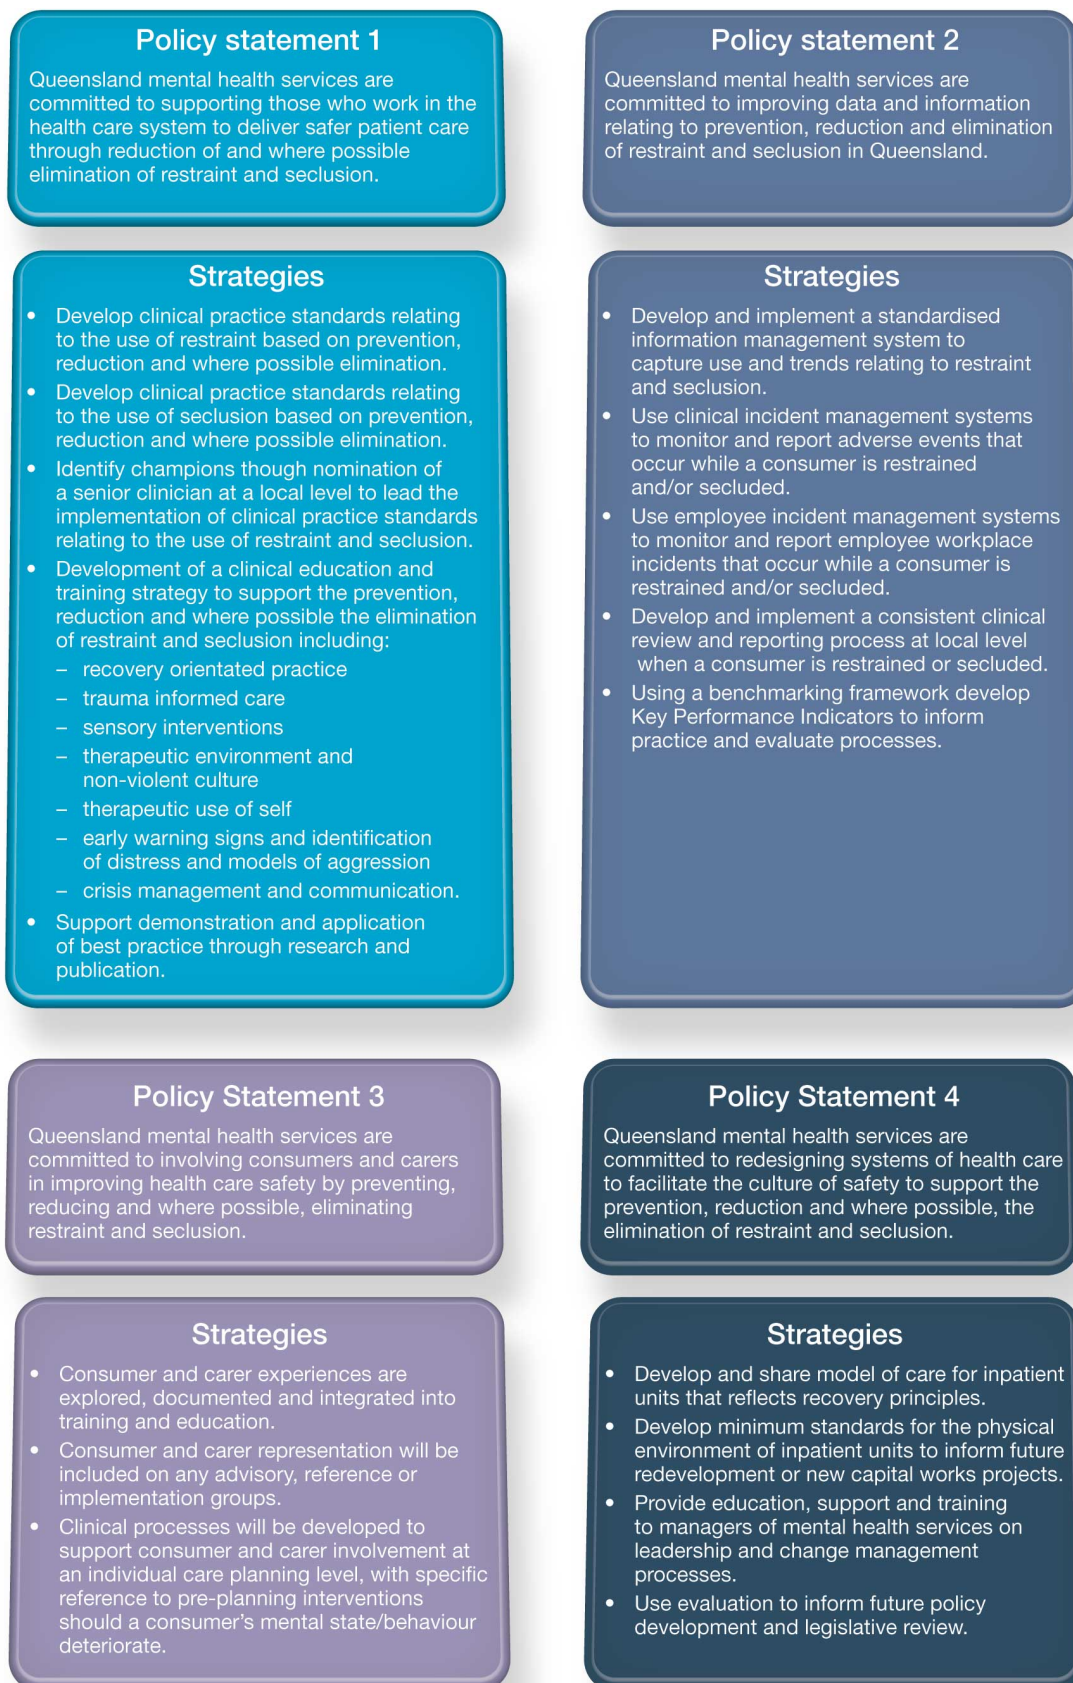 Policy statement 1
Queensland mental health services are
committed to supporting those who work in the
health care system to deliver safer patient care
through reduction of and where possible
elimination of restraint and seclusion.
Policy statement 2
Queensland mental health services are
committed to improving data and information
relating to prevention, reduction and elimination
of restraint and seclusion in Queensland.
Strategies
• Develop clinical practice standards relating
to the use of restraint based on prevention,
reduction and where possible elimination.
• Develop clinical practice standards relating
to the use of seclusion based on prevention,
reduction and where possible elimination.
• Identify champions though nomination of
a senior clinician at a local level to lead the
implementation of clinical practice standards
relating to the use of restraint and seclusion.
• Development of a clinical education and
training strategy to support the prevention,
reduction and where possible the elimination
of restraint and seclusion including:
– recovery orientated practice
– trauma informed care
– sensory interventions
– therapeutic environment and
non-violent culture
– therapeutic use of self
– early warning signs and identification
of distress and models of aggression
– crisis management and communication.
• Support demonstration and application
of best practice through research and
publication.
Strategies
• Develop and implement a standardised
information management system to
capture use and trends relating to restraint
and seclusion.
• Use clinical incident management systems
to monitor and report adverse events that
occur while a consumer is restrained
and/or secluded.
• Use employee incident management systems
to monitor and report employee workplace
incidents that occur while a consumer is
restrained and/or secluded.
• Develop and implement a consistent clinical
review and reporting process at local level
when a consumer is restrained or secluded.
• Using a benchmarking framework develop
Key Performance Indicators to inform
practice and evaluate processes.
Policy Statement 3
Queensland mental health services are
committed to involving consumers and carers
in improving health care safety by preventing,
reducing and where possible, eliminating
restraint and seclusion.
Policy Statement 4
Queensland mental health services are
committed to redesigning systems of health care
to facilitate the culture of safety to support the
prevention, reduction and where possible, the
elimination of restraint and seclusion.
Strategies
• Consumer and carer experiences are
explored, documented and integrated into
training and education.
• Consumer and carer representation will be
included on any advisory, reference or
implementation groups.
• Clinical processes will be developed to
support consumer and carer involvement at
an individual care planning level, with specific
reference to pre-planning interventions
should a consumer's mental state/behaviour
deteriorate.
Strategies
• Develop and share model of care for inpatient
units that reflects recovery principles.
• Develop minimum standards for the physical
environment of inpatient units to inform future
redevelopment or new capital works projects.
• Provide education, support and training
to managers of mental health services on
leadership and change management
processes.
• Use evaluation to inform future policy
development and legislative review.